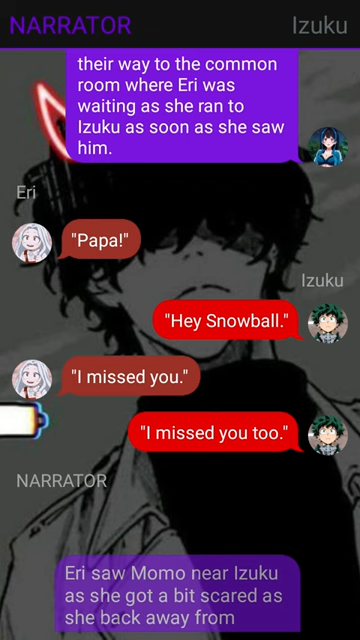 NARRATOR
Izuku
their way to the common
room where Eri was
waiting as she ran to
Izuku as soon as she saw
him.
Eri
"Papa!"
Izuku
"Hey Snowball."
"I missed you."
"I missed you too."
NARRATOR
Eri saw Momo near Izuku
as she got a bit scared as
she back away from